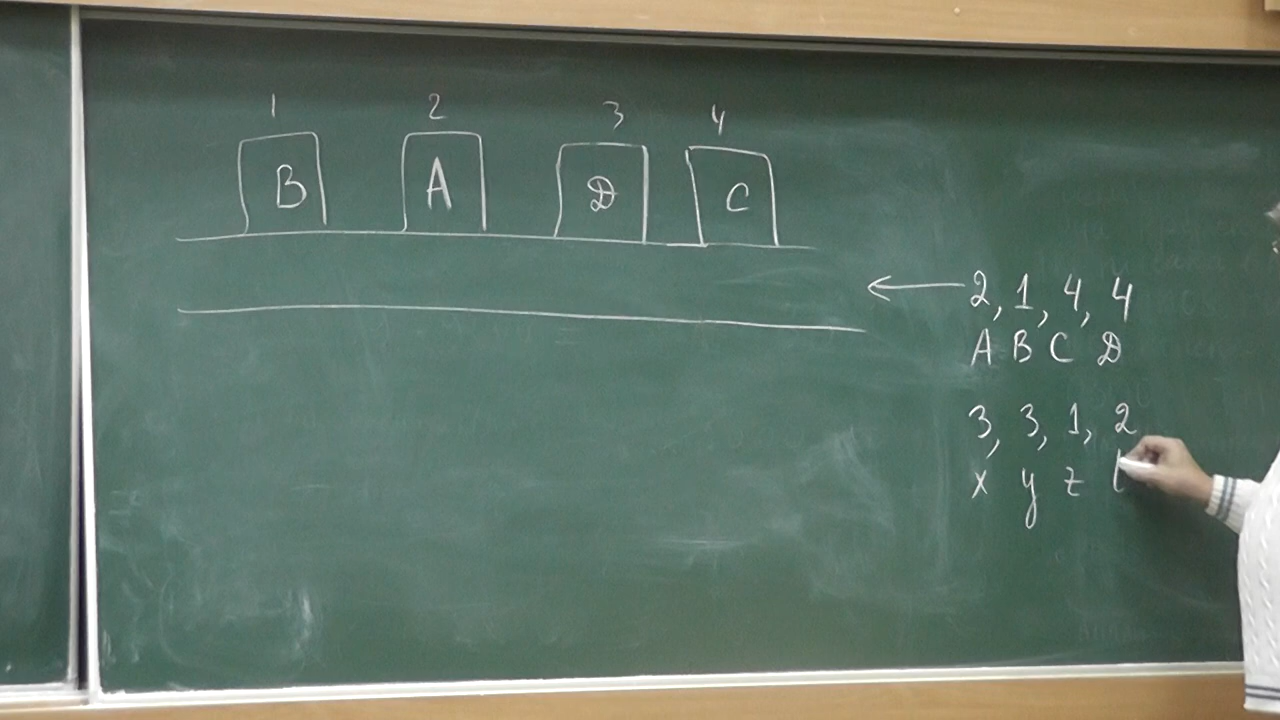 1 2 3 4
B A D C
2, 1, 4, 4
A B C D
3, 3, 1, 2
x y z